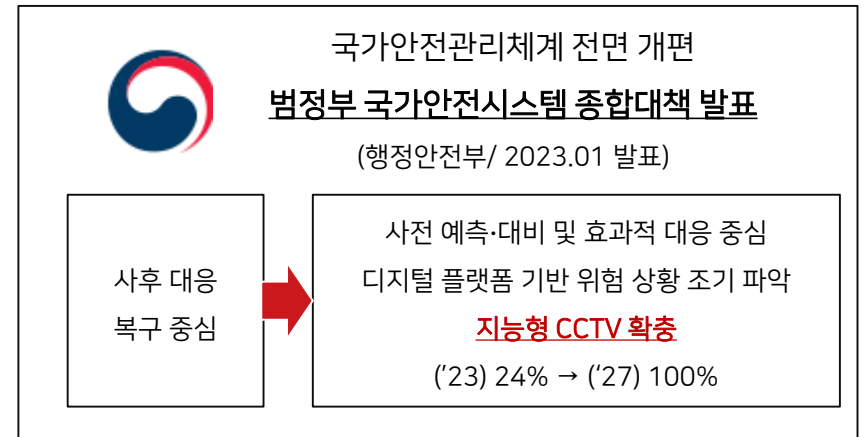 국가안전관리체계 전면 개편
범정부 국가안전시스템 종합대책 발표
(행정안전부/ 2023.01 발표)
사후 대응
복구 중심
사전 예측·대비 및 효과적 대응 중심
디지털 플랫폼 기반 위험 상황 조기 파악
지능형 CCTV 확충
(’23) 24% → (‘27) 100%